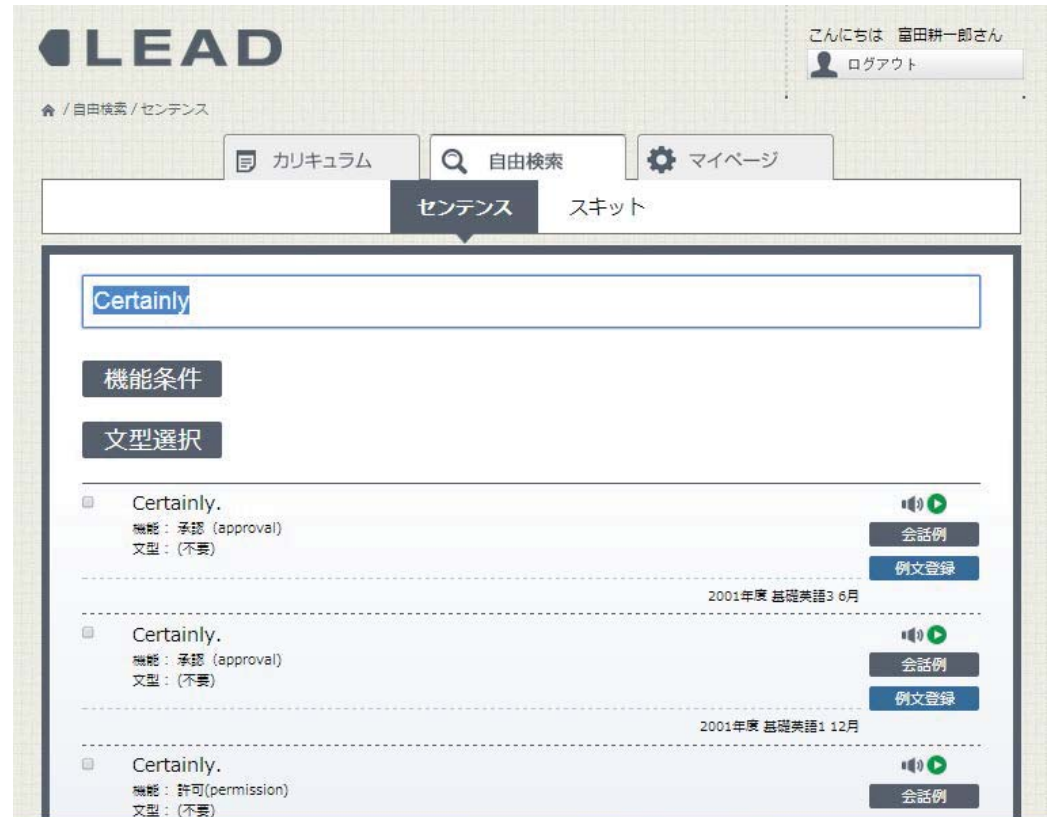 LEAD
こんにちは 富田耕一郎さん
ログアウト
/ 自由検索 / センテンス
カリキュラム 自由検索 マイページ
センテンス スキット
Certainly
機能条件
文型選択
Certainly.
機能： 承認（approval)
会話例
文型： (不要)
例文登録
2001年度 基礎英語3 6月
Certainly.
機能： 承認（approval)
会話例
文型： (不要)
例文登録
2001年度 基礎英語1 12月
Certainly.
機能： 許可(permission)
会話例
文型： (不要)